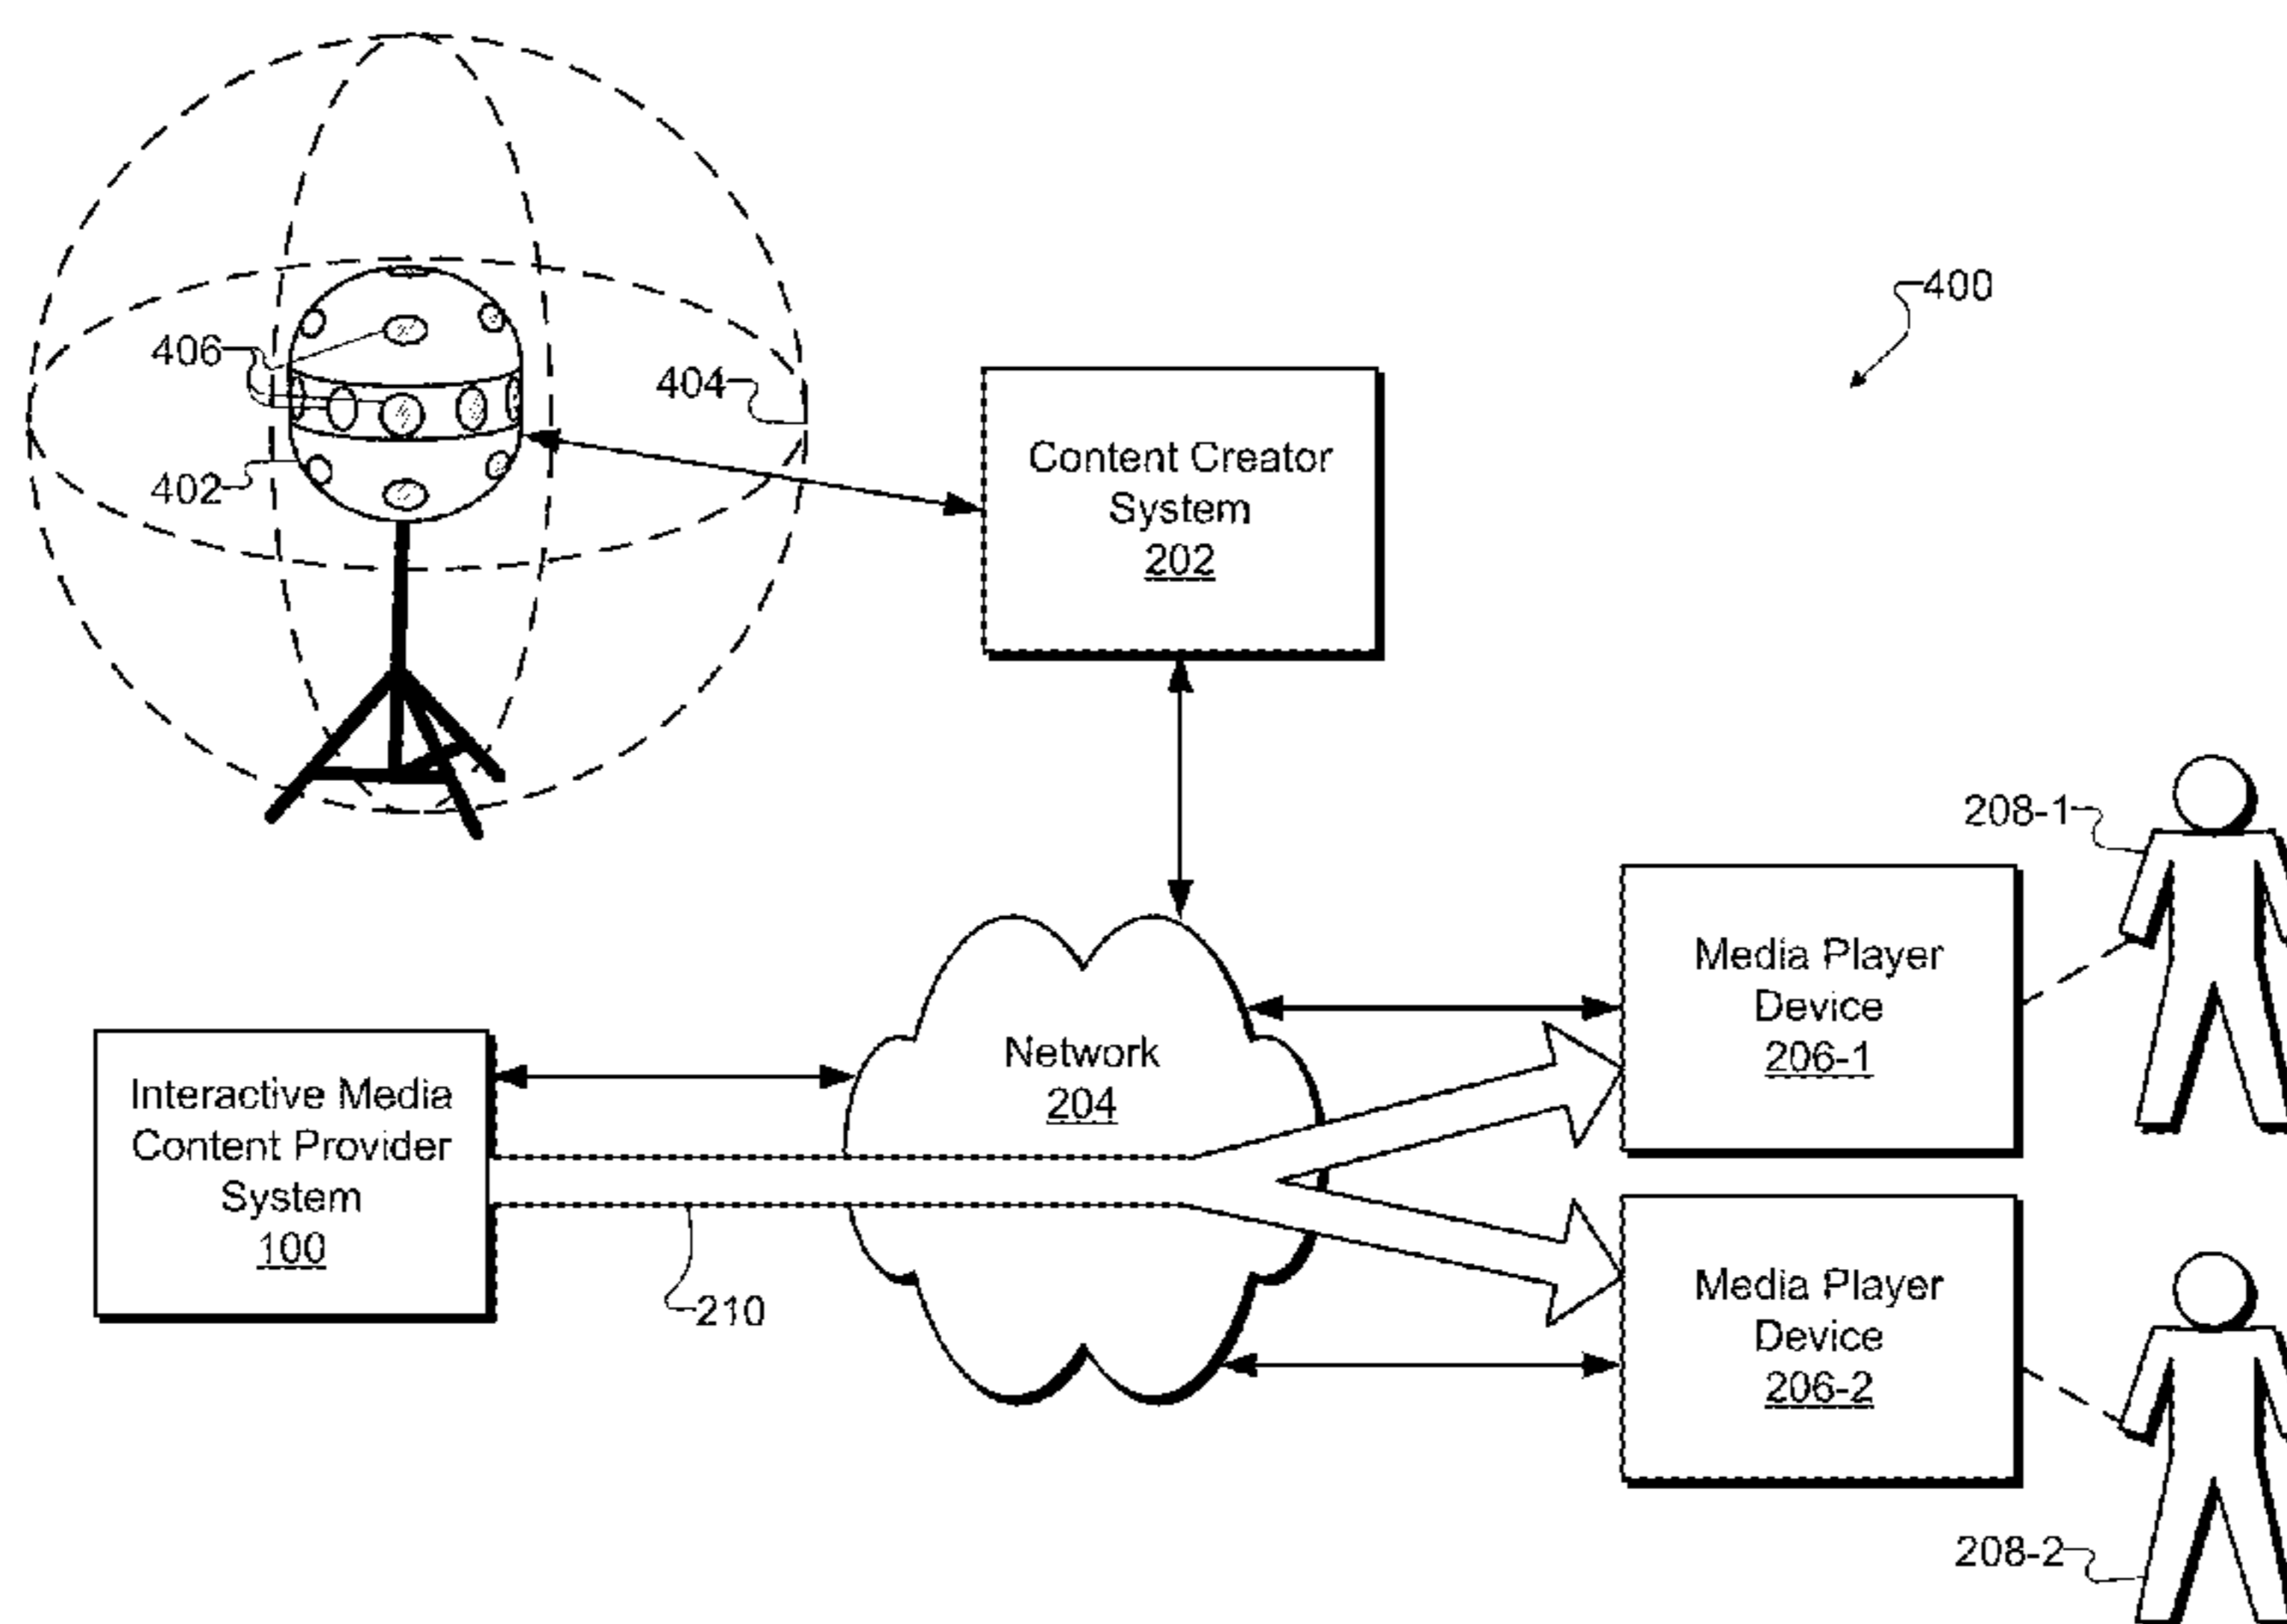 400
406
404
402
Content Creator
System
202
208-1
Media Player
Device
206-1
Network
204
Interactive Media
Content Provider
System
100
210
Media Player
Device
206-2
208-2